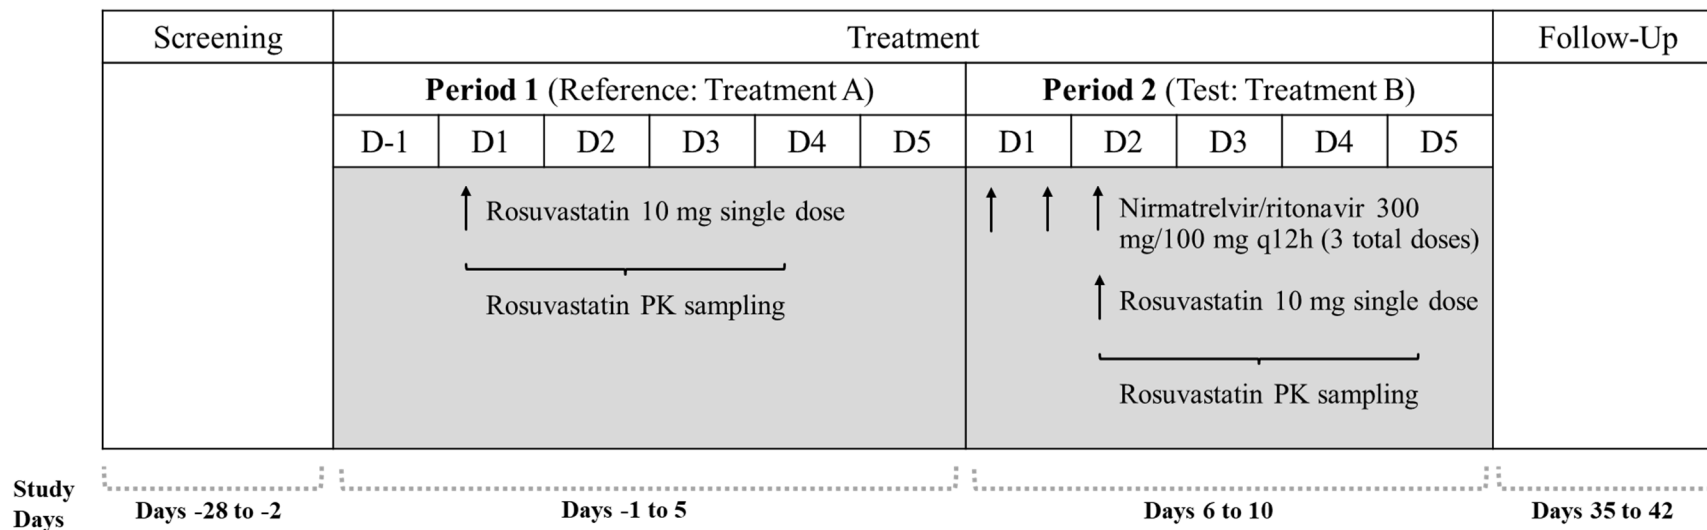 Screening
Treatment
Follow-Up
Period 1 (Reference: Treatment A)
Period 2 (Test: Treatment B)
D-1
D1
D2
D3
D4
D5
D1
D2
D3
D4
D5
Rosuvastatin 10 mg single dose
Rosuvastatin PK sampling
Nirmatrelvir/ritonavir 300
mg/100 mg q12h (3 total doses)
Rosuvastatin 10 mg single dose
Rosuvastatin PK sampling
Study
Days
Days -28 to -2
Days -1 to 5
Days 6 to 10
Days 35 to 42